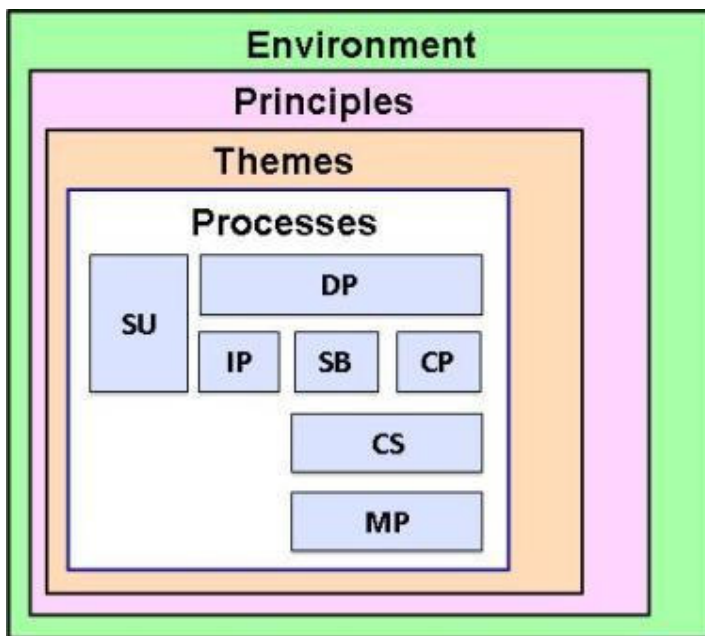 Environment
Principles
Themes
Processes
SU
DP
IP
SB
CP
CS
MP